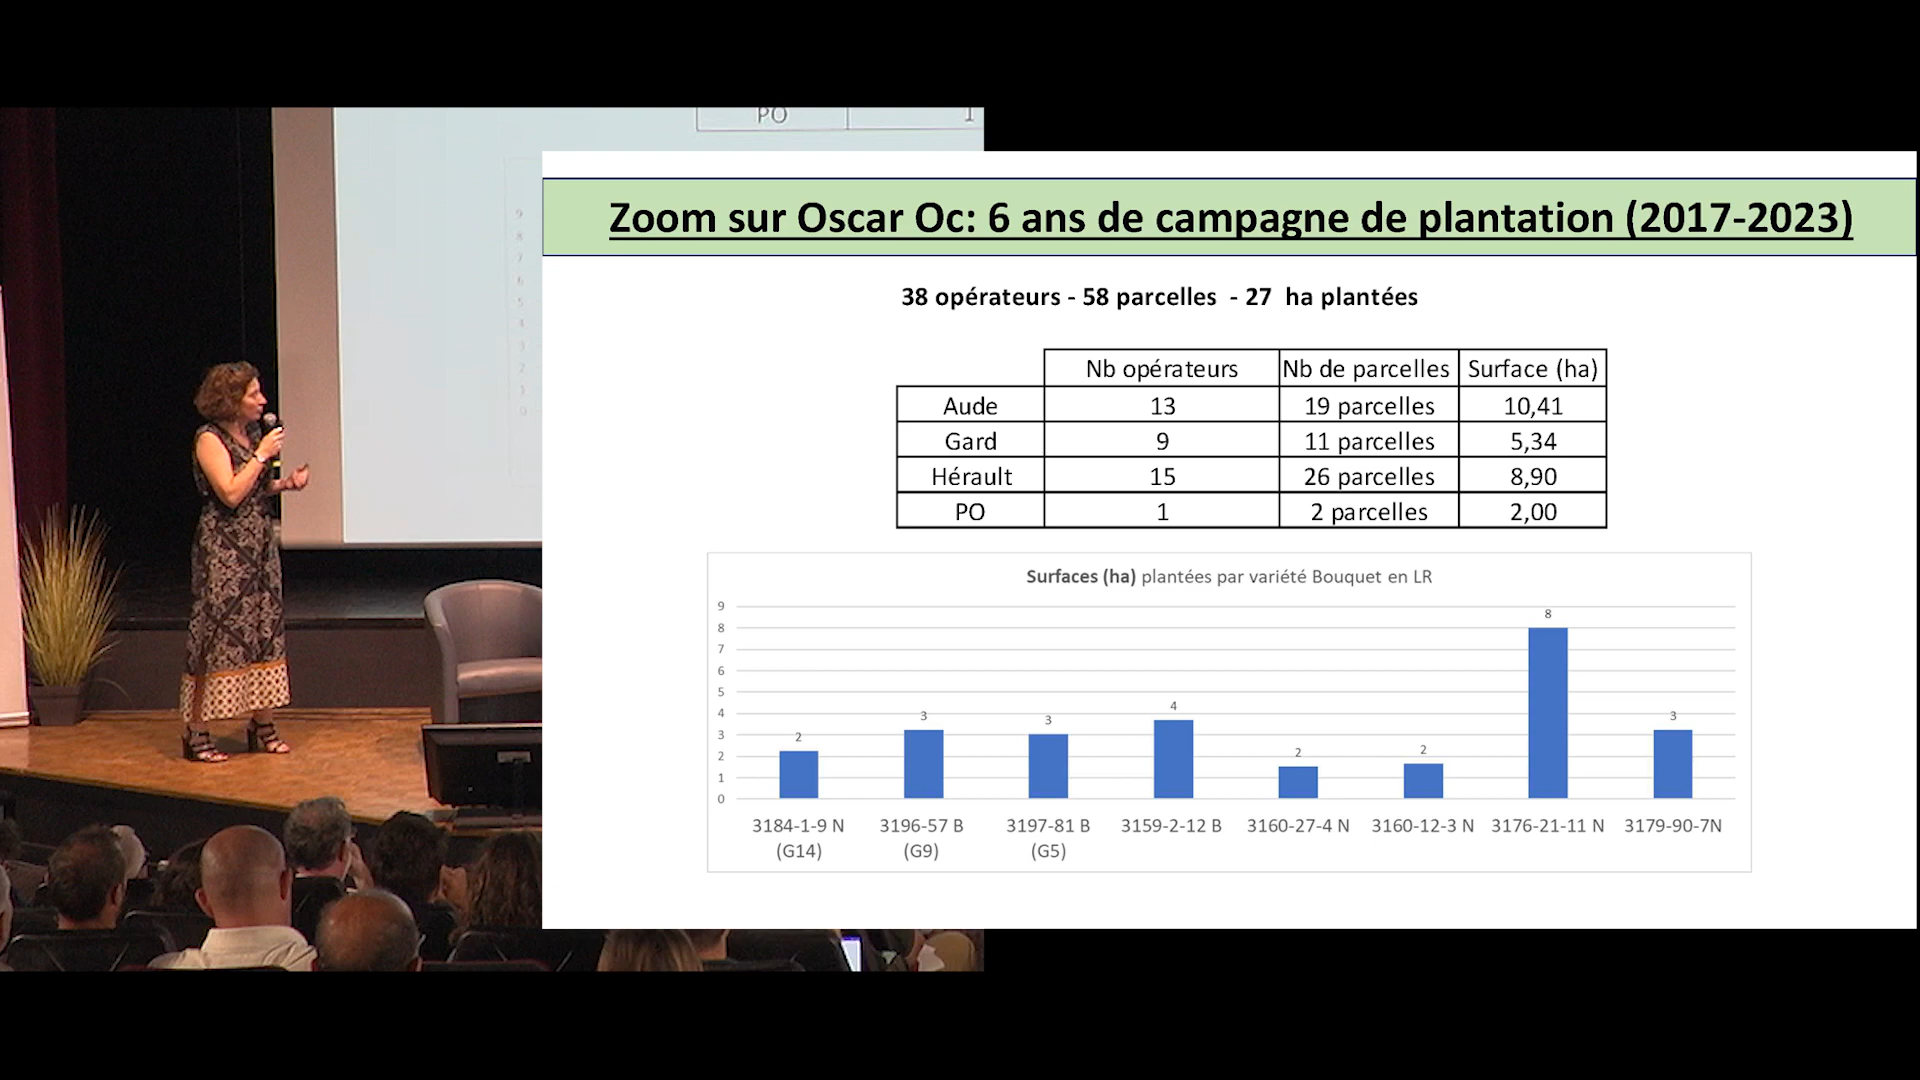 PO 1
Zoom sur Oscar Oc: 6 ans de campagne de plantation (2017-2023)
38 opérateurs - 58 parcelles - 27 ha plantées
Nb opérateurs Nb de parcelles Surface (ha)
Aude 13 19 parcelles 10,41
Gard 9 11 parcelles 5,34
Hérault 15 26 parcelles 8,90
PO 1 2 parcelles 2,00
Surfaces (ha) plantées par variété Bouquet en LR
9
8
7
6
5
4
3
2
1
0
2 3 3 4 2 2 8 3
3184-1-9 N 3196-57 B 3197-81 B 3159-2-12 B 3160-27-4 N 3160-12-3 N 3176-21-11 N 3179-90-7N
(G14) (G9) (G5)